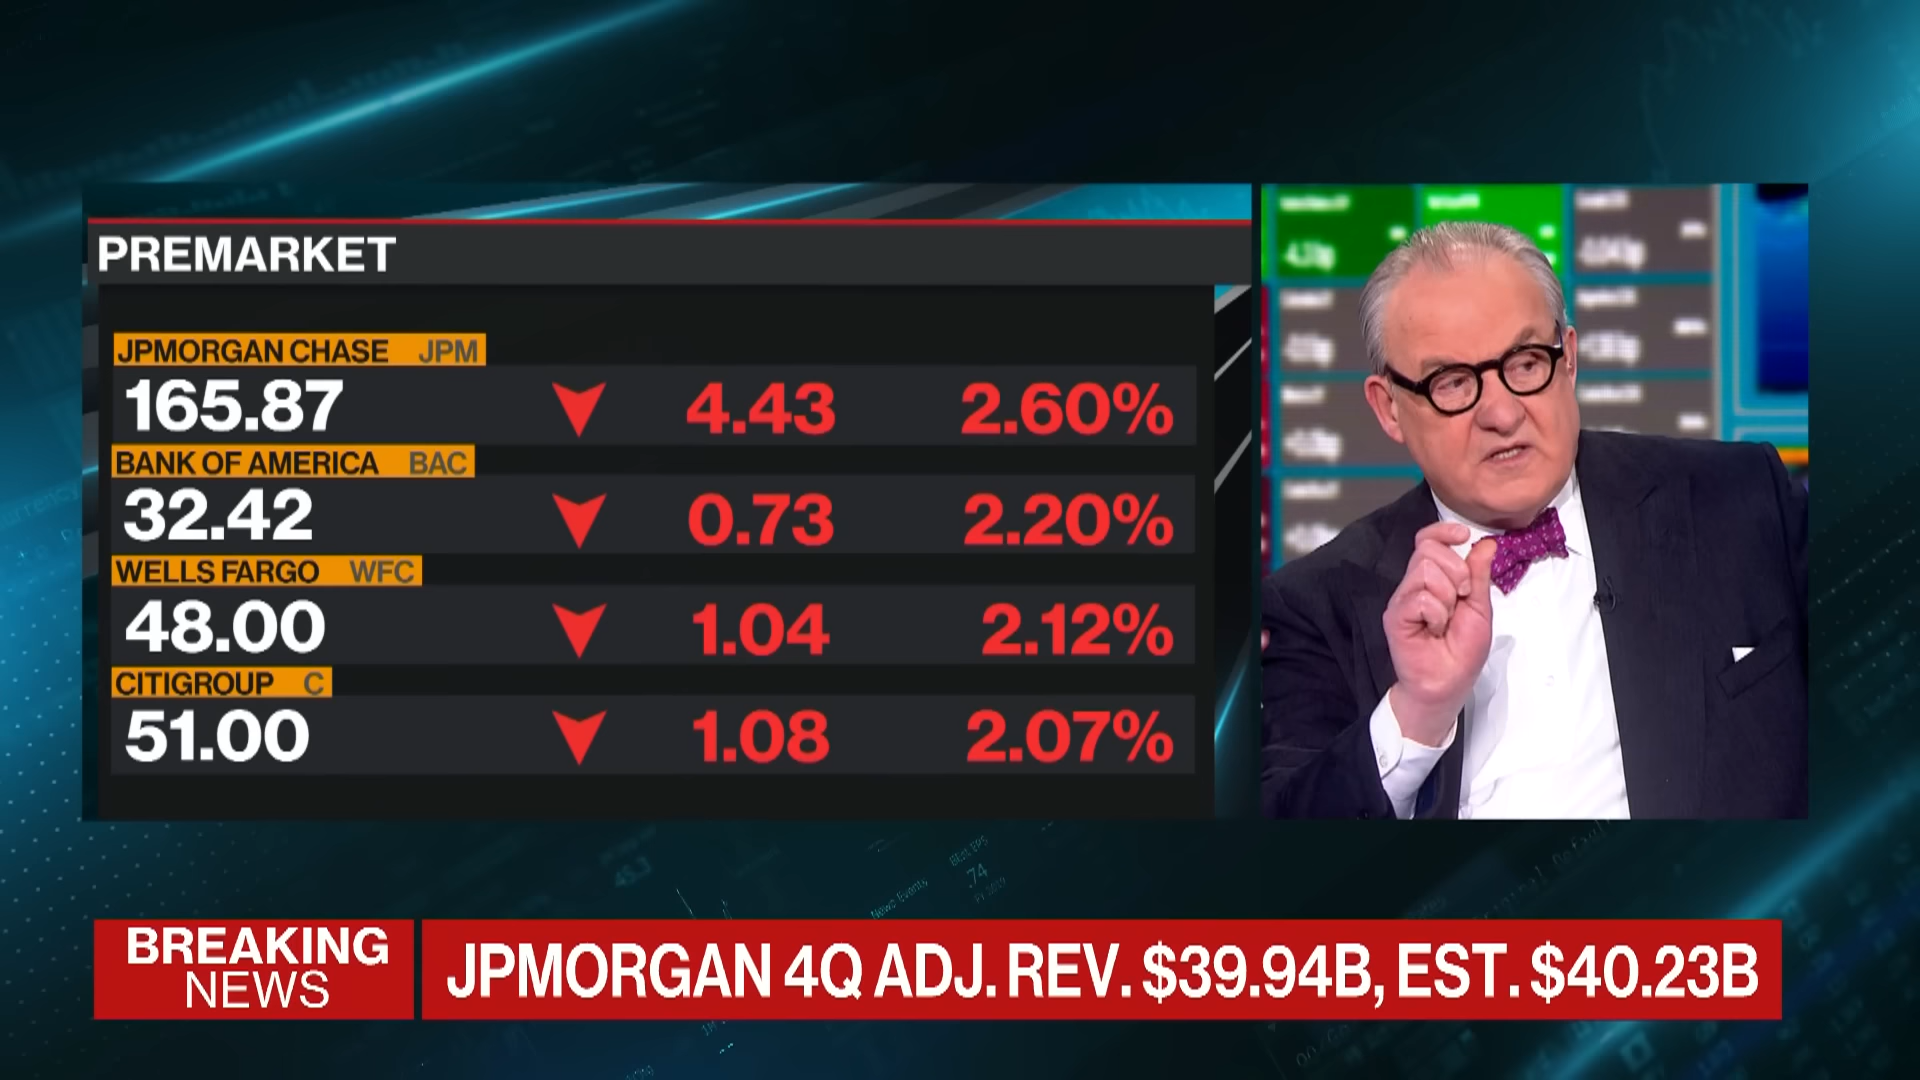 PREMARKET
JPMORGAN CHASE JPM
165.87 4.43 2.60%
BANK OF AMERICA BAC
32.42 0.73 2.20%
WELLS FARGO WFC
48.00 1.04 2.12%
CITIGROUP C
51.00 1.08 2.07%
BREAKING
NEWS
JPMORGAN 4Q ADJ. REV. $39.94B, EST. $40.23B